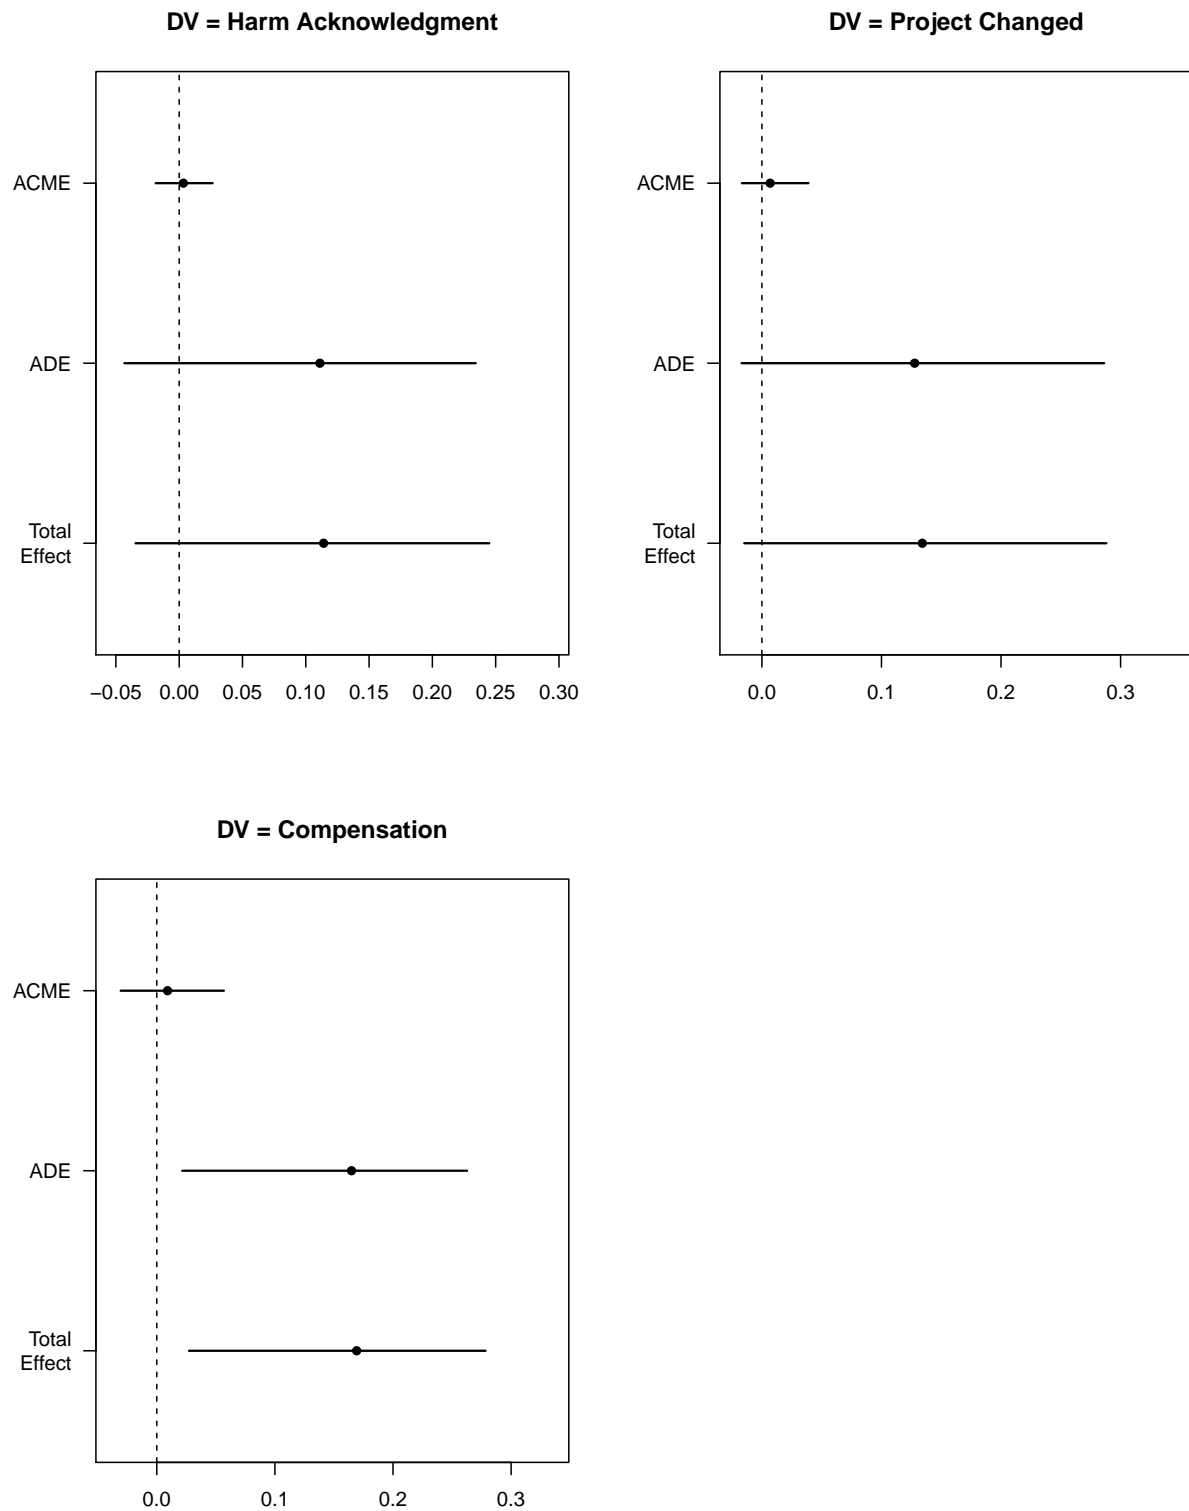 DV = Harm Acknowledgment
ACME
ADE
Total
Effect
−0.05 0.00 0.05 0.10 0.15 0.20 0.25 0.30
DV = Project Changed
ACME
ADE
Total
Effect
0.0 0.1 0.2 0.3
DV = Compensation
ACME
ADE
Total
Effect
0.0 0.1 0.2 0.3